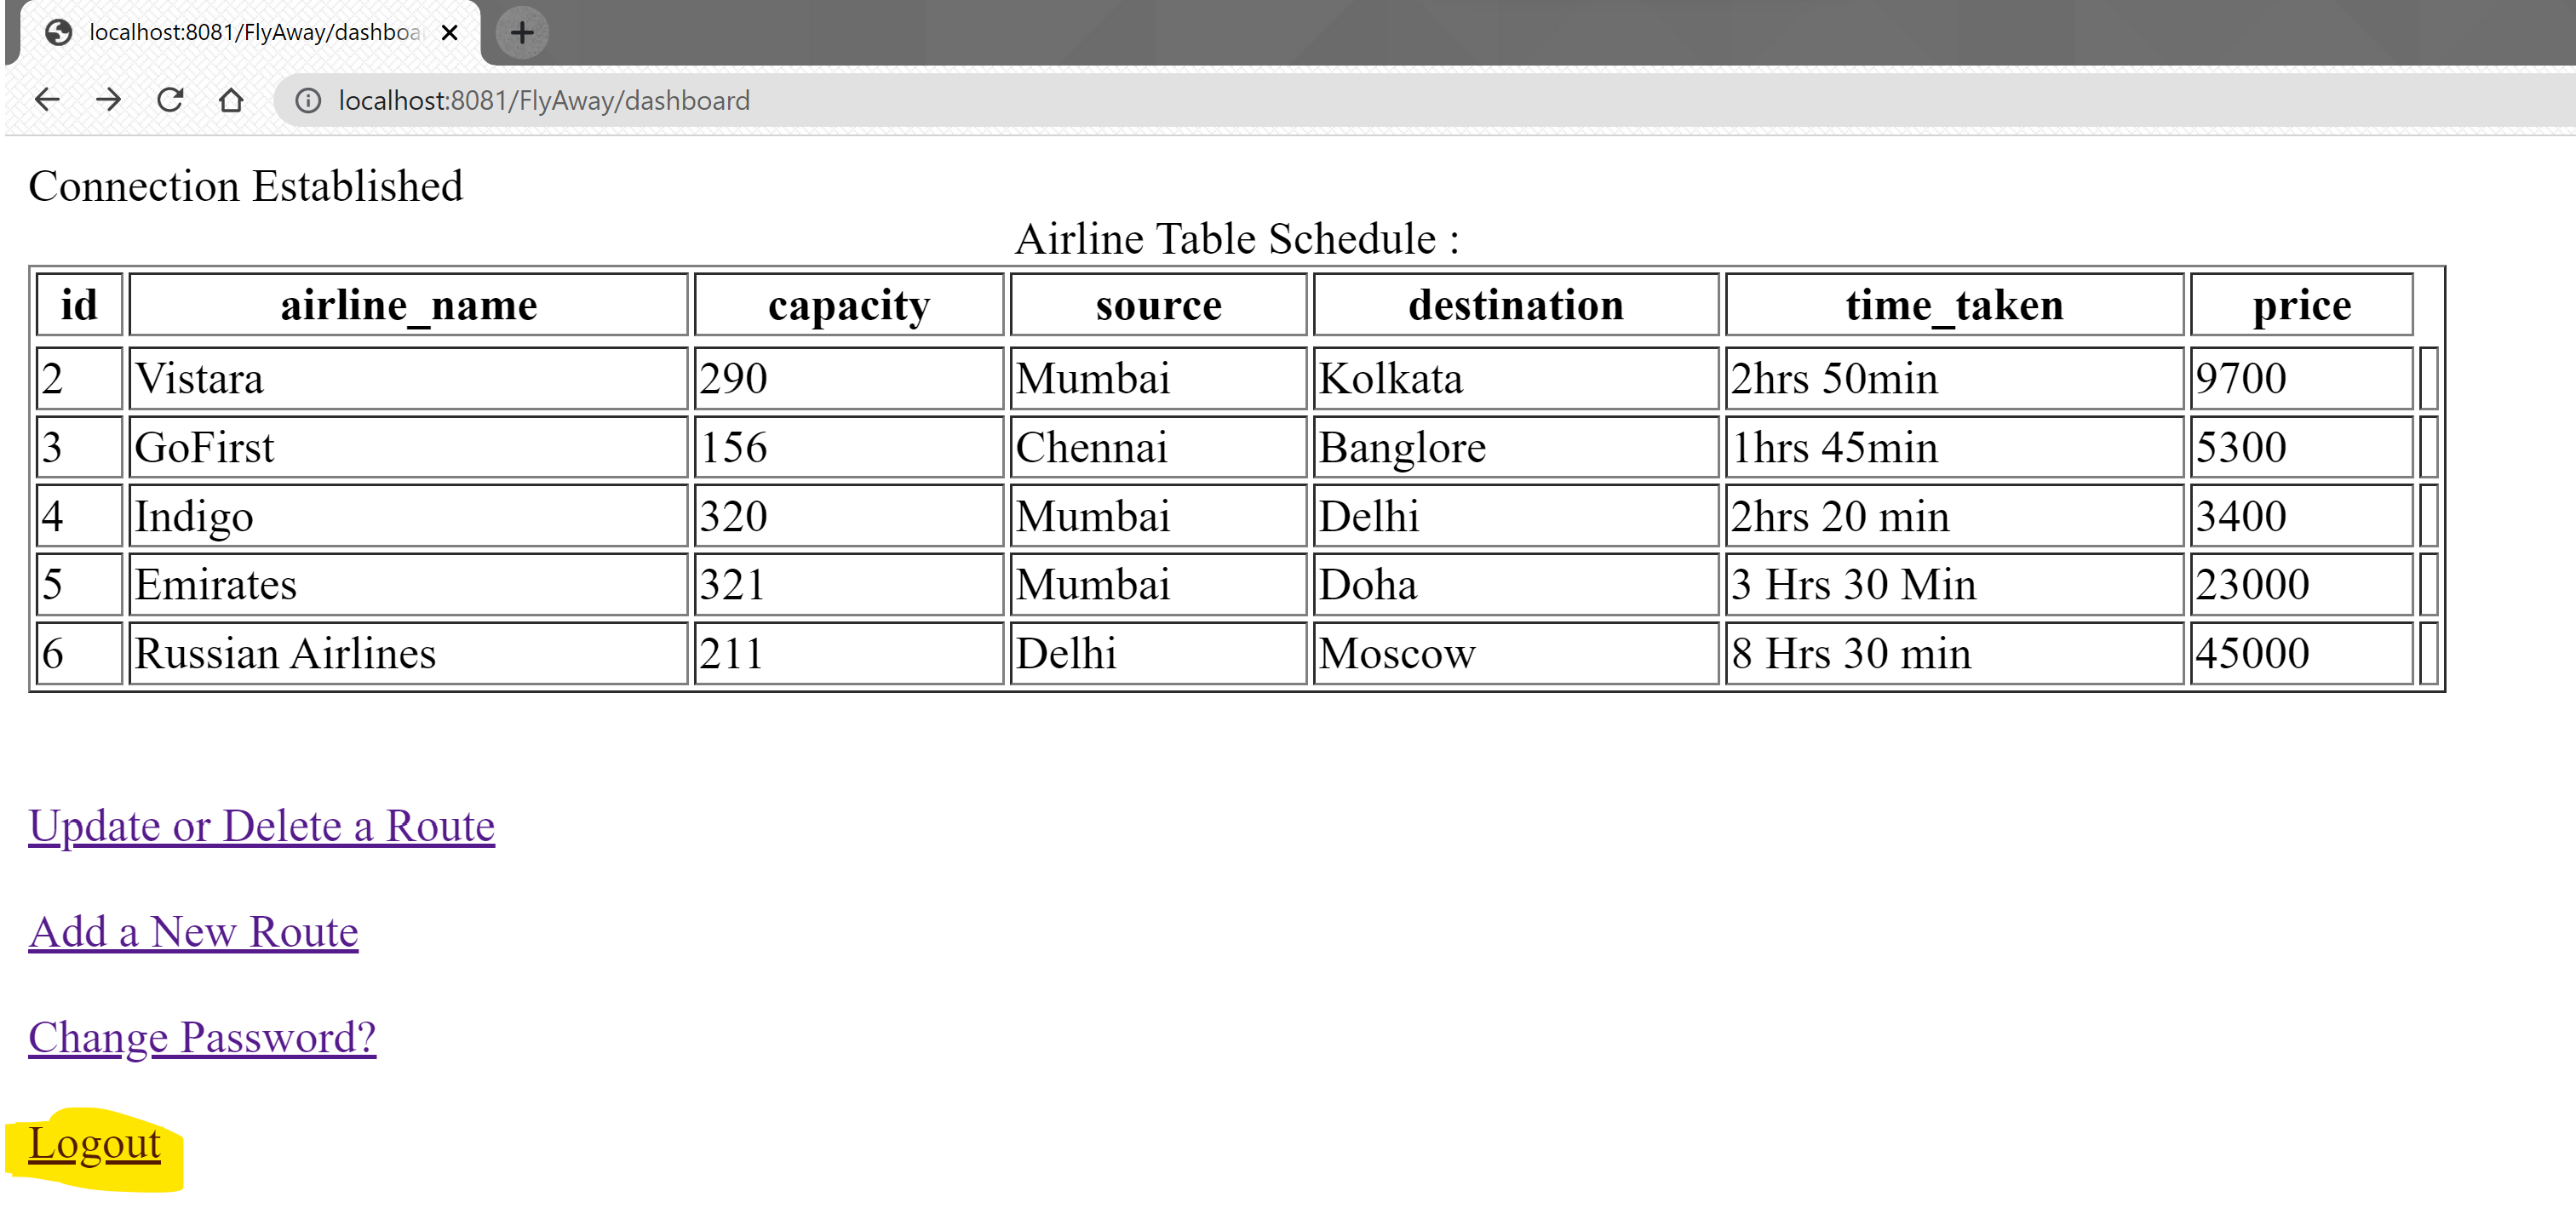 localhost:8081/FlyAway/dashboa
localhost:8081/FlyAway/dashboard
Connection Established
Airline Table Schedule :
id airline_name capacity source destination time_taken price
2 Vistara 290 Mumbai Kolkata 2hrs 50min 9700
3 GoFirst 156 Chennai Banglore 1hrs 45min 5300
4 Indigo 320 Mumbai Delhi 2hrs 20 min 3400
5 Emirates 321 Mumbai Doha 3 Hrs 30 Min 23000
6 Russian Airlines 211 Delhi Moscow 8 Hrs 30 min 45000
Update or Delete a Route
Add a New Route
Change Password?
Logout